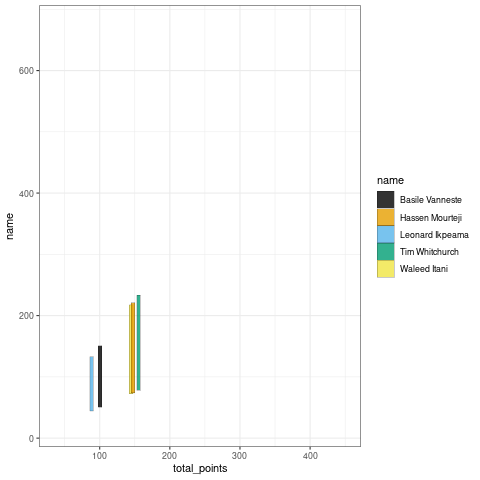 600
400
200
0
name
100
200
300
400
total_points
name
Basile Vanneste
Hassen Mourteji
Leonard Ikpeama
Tim Whitchurch
Waleed Itani